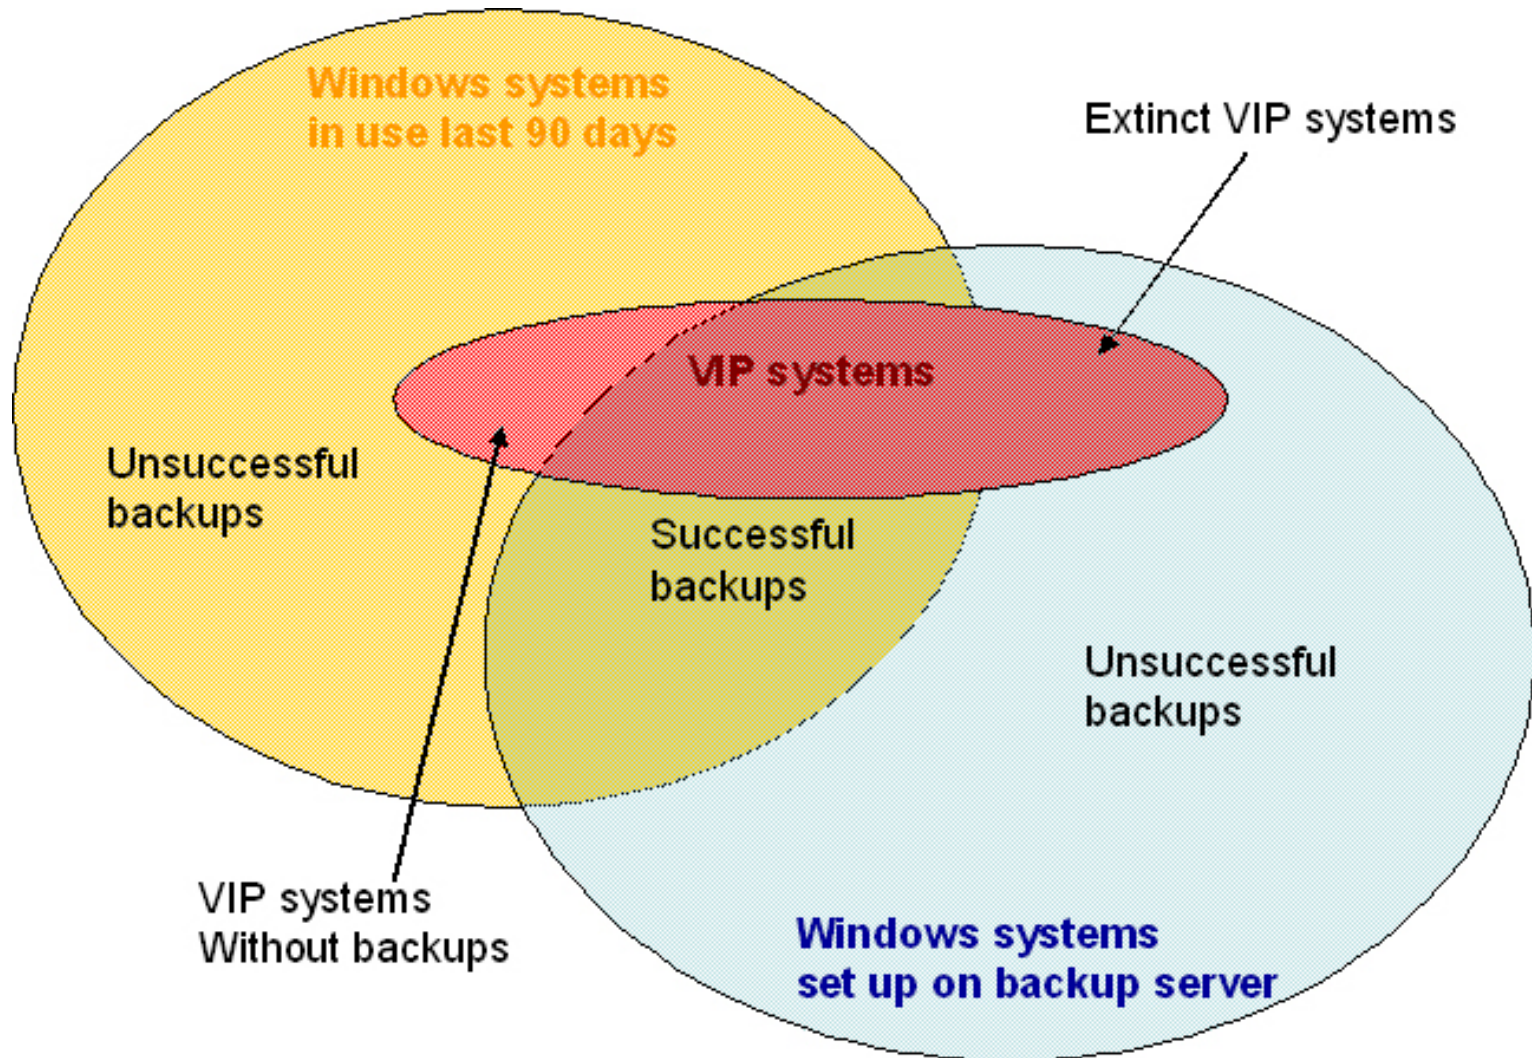 Windows systems
in use last 90 days
Extinct VIP systems
VIP systems
Unsuccessful
backups
Successful
backups
Unsuccessful
backups
VIP systems
Without backups
Windows systems
set up on backup server